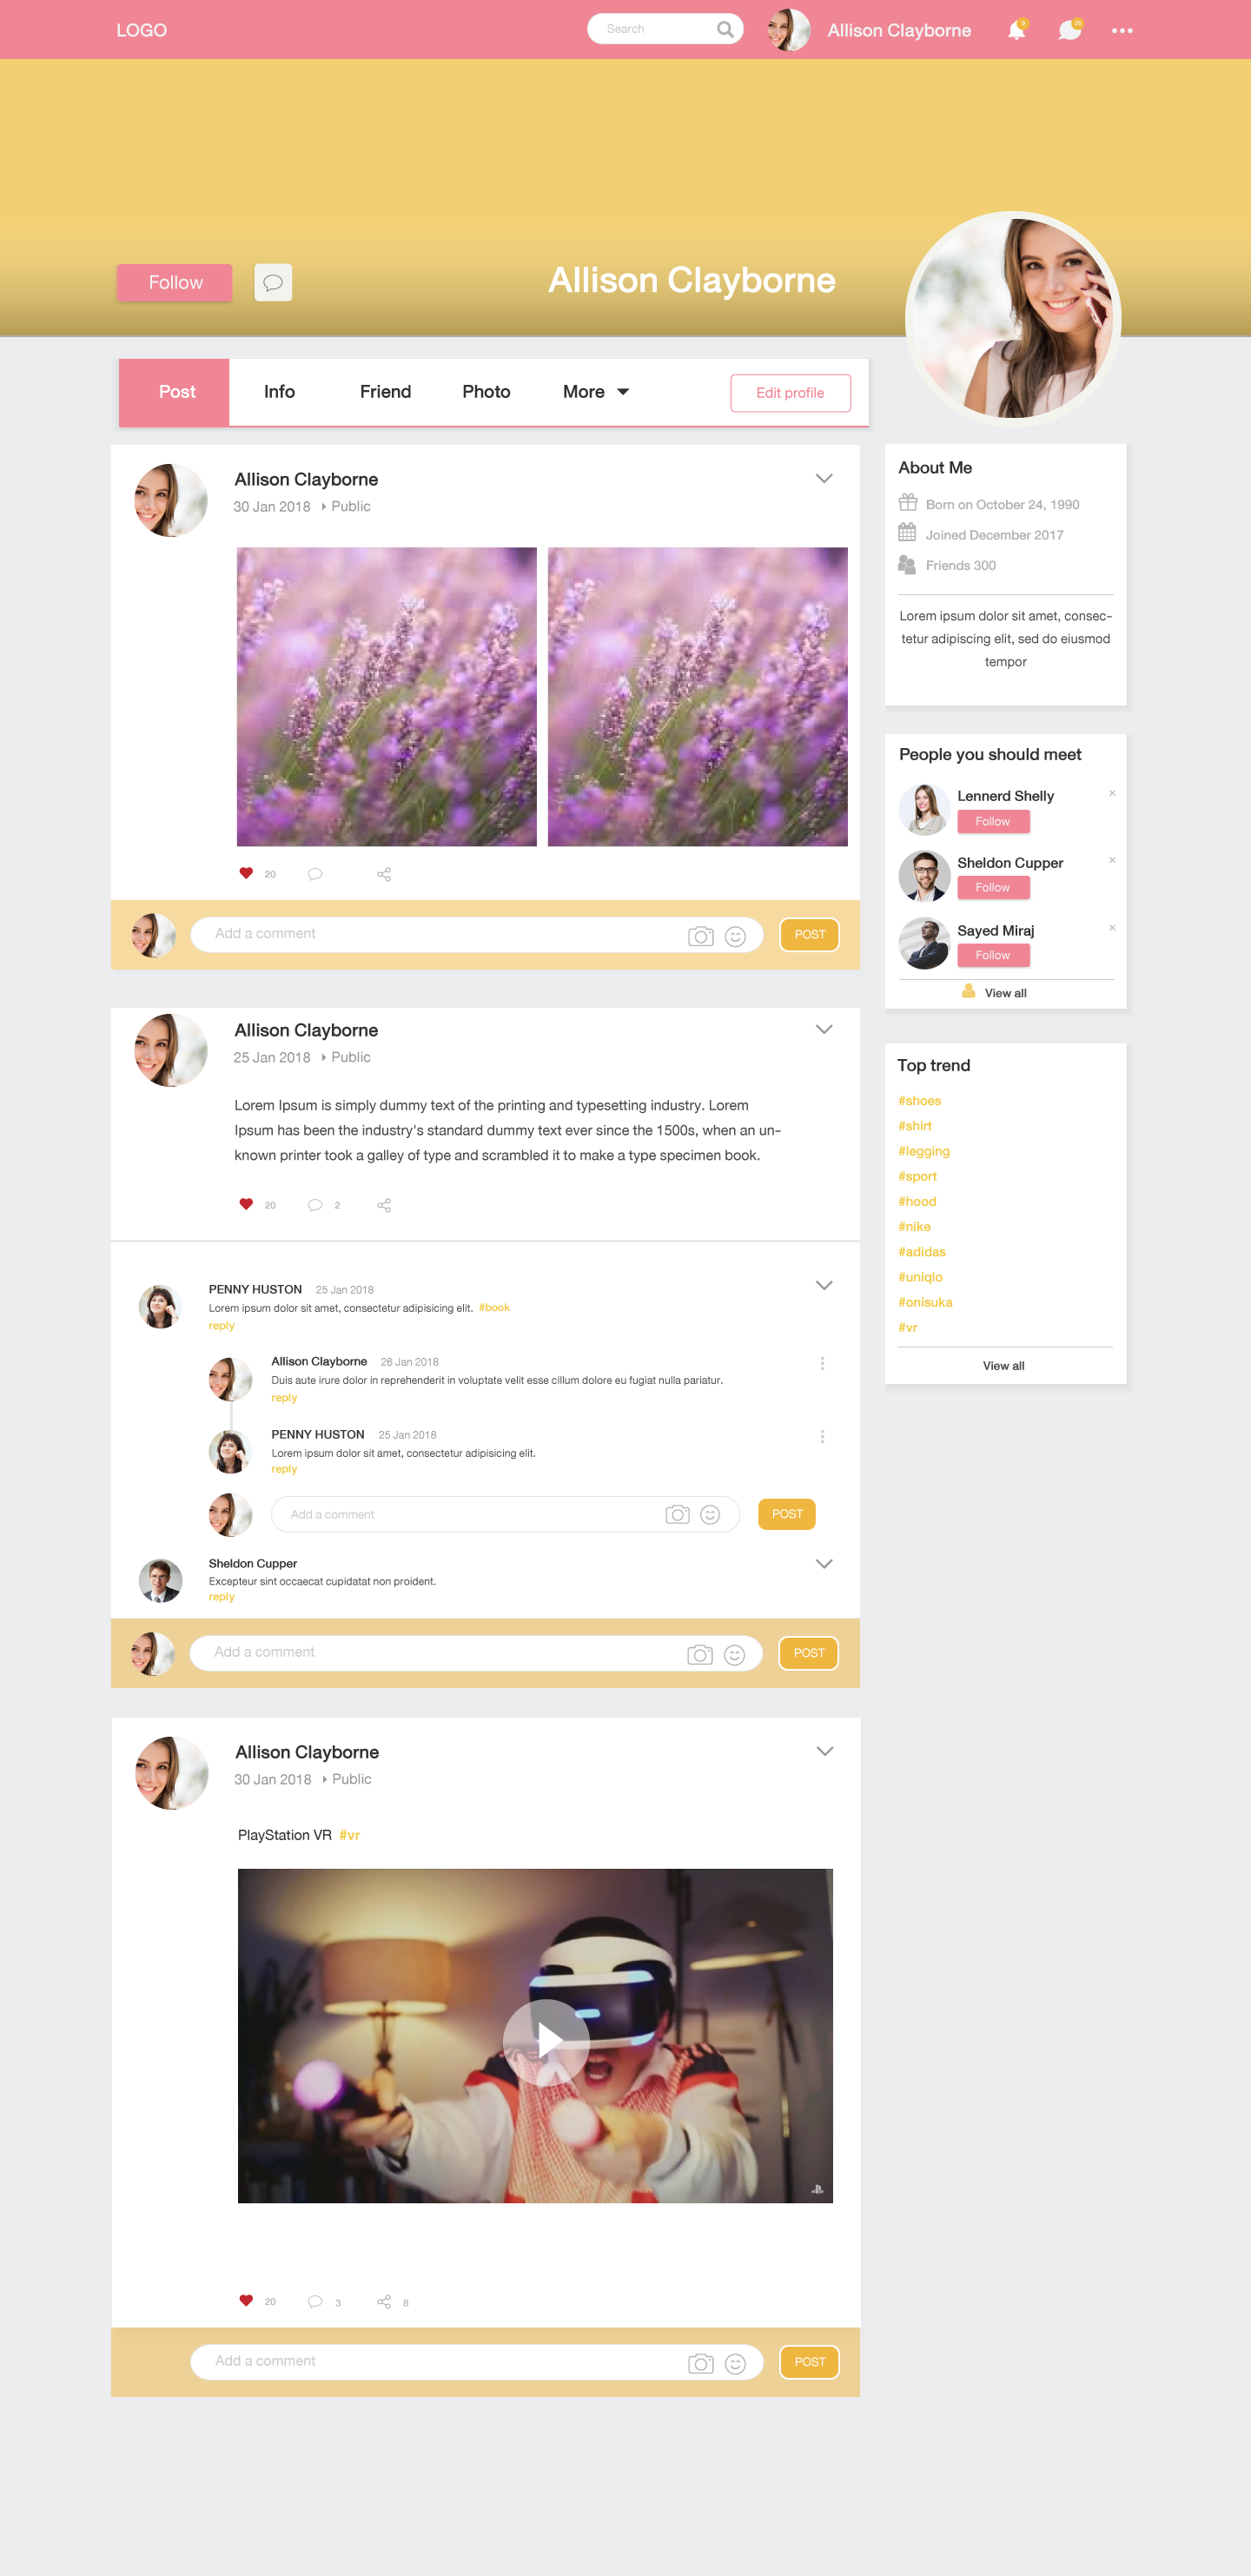 LOGO
Search
Allison Clayborne
9
20
Follow
Allison Clayborne
Post
Info
Friend
Photo
More
Edit profile
Allison Clayborne
30 Jan 2018
Public
20
Add a comment
POST
Allison Clayborne
25 Jan 2018
Public
Lorem Ipsum is simply dummy text of the printing and typesetting industry. Lorem
Ipsum has been the industry's standard dummy text ever since the 1500s, when an un-
known printer took a galley of type and scrambled it to make a type specimen book.
20
2
PENNY HUSTON 25 Jan 2018
Lorem ipsum dolor sit amet, consectetur adipisicing elit. #book
reply
Allison Clayborne 26 Jan 2018
Duis aute irure dolor in reprehenderit in voluptate velit esse cillum dolore eu fugiat nulla pariatur.
reply
PENNY HUSTON 25 Jan 2018
Lorem ipsum dolor sit amet, consectetur adipisicing elit.
reply
Add a comment
POST
Sheldon Cupper
Excepteur sint occaecat cupidatat non proident.
reply
Add a comment
POST
Allison Clayborne
30 Jan 2018
Public
PlayStation VR #vr
20
3
8
Add a comment
POST
About Me
Born on October 24, 1990
Joined December 2017
Friends 300
Lorem ipsum dolor sit amet, consec-
tetur adipiscing elit, sed do eiusmod
tempor
People you should meet
Lennerd Shelly
Follow
Sheldon Cupper
Follow
Sayed Miraj
Follow
View all
Top trend
#shoes
#shirt
#legging
#sport
#hood
#nike
#adidas
#uniqlo
#onisuka
#vr
View all